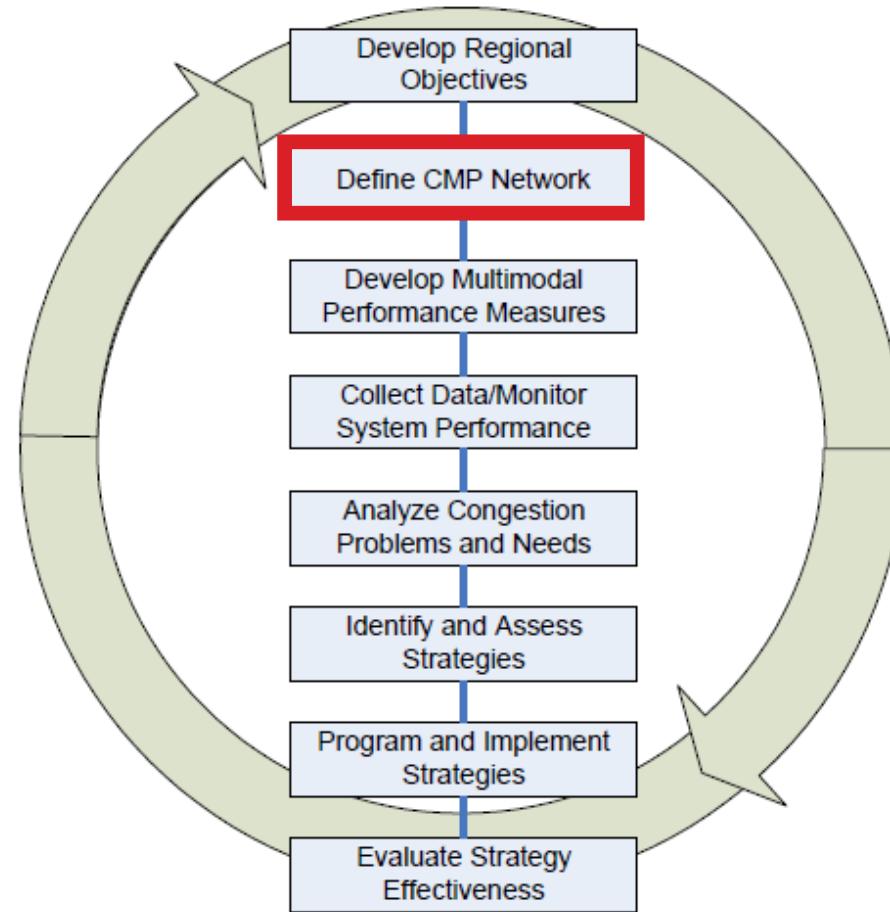 Develop Regional
Objectives
Define CMP Network
Develop Multimodal
Performance Measures
Collect Data/Monitor
System Performance
Analyze Congestion
Problems and Needs
Identify and Assess
Strategies
Program and Implement
Strategies
Evaluate Strategy
Effectiveness